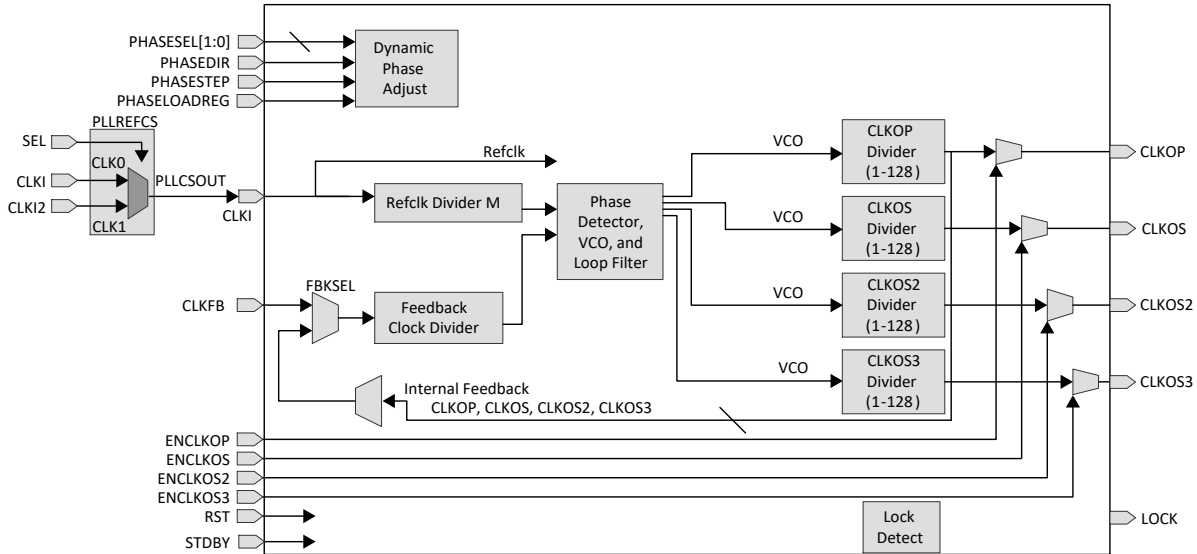 PHASESEL[1:0]
PHASEDIR
PHASESTEP
PHASELOADREG
Dynamic
Phase
Adjust
PLLREFCS
SEL
CLK0
CLKI
CLKI2
CLK1
PLLCSOUT
CLKI
Refclk
Refclk Divider M
Phase
Detector,
VCO, and
Loop Filter
VCO
CLKOP
Divider
(1-128)
CLKOP
VCO
CLKOS
Divider
(1-128)
CLKOS
CLKFB
FBKSEL
Feedback
Clock Divider
VCO
CLKOS2
Divider
(1-128)
CLKOS2
VCO
CLKOS3
Divider
(1-128)
CLKOS3
Internal Feedback
CLKOP, CLKOS, CLKOS2, CLKOS3
ENCLKOP
ENCLKOS
ENCLKOS2
ENCLKOS3
RST
STDBY
Lock
Detect
LOCK